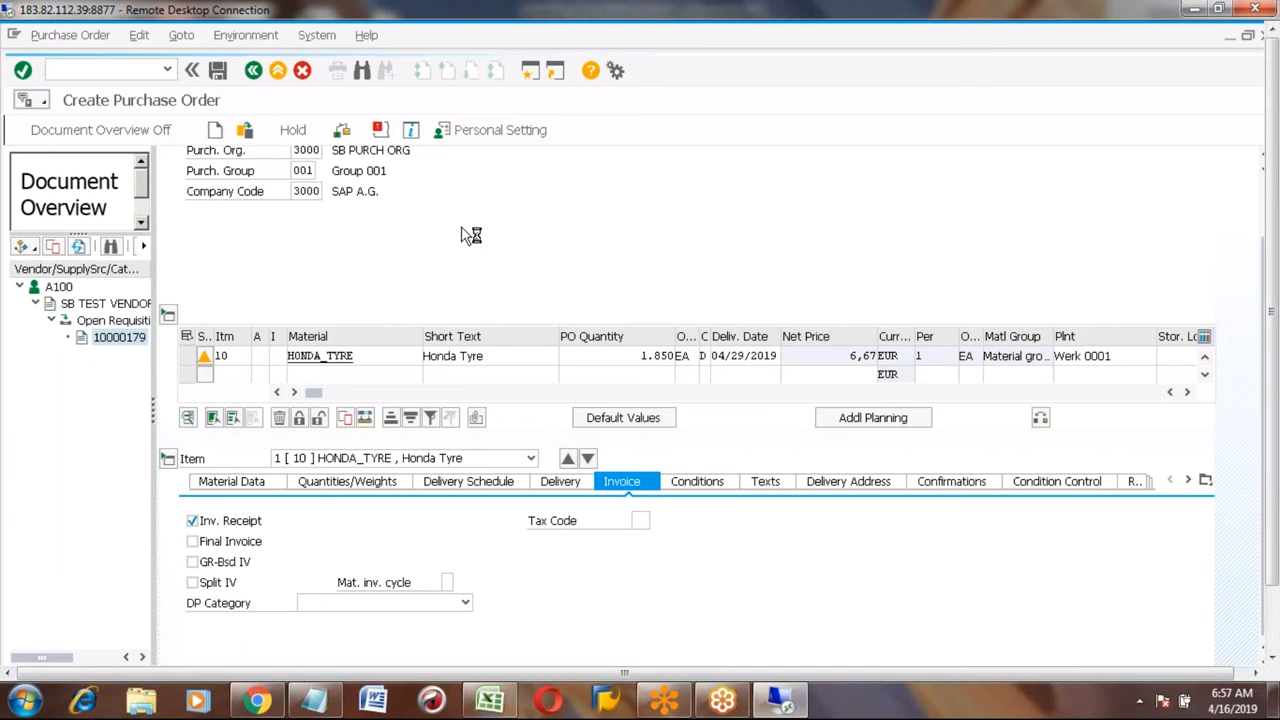 183.82.112.39:8877 - Remote Desktop Connection
Purchase Order Edit Goto Environment System Help
Create Purchase Order
Document Overview Off Hold Personal Setting
Purch. Org. 3000 SB PURCH ORG
Purch. Group 001 Group 001
Company Code 3000 SAP A.G.
Document
Overview
Vendor/SupplySrc/Cat...
A100
SB TEST VENDOR
Open Requisiti
10000179
S.. Itm A I Material Short Text PO Quantity O... C Deliv. Date Net Price Curr... Per O... Matl Group Plnt Stor. Lo
10 HONDA_TYRE Honda Tyre 1.850 EA D 04/29/2019 6,67 EUR 1 EA Material gro... Werk 0001
EUR
Default Values Addl Planning
Item 1 [ 10 ] HONDA_TYRE , Honda Tyre
Material Data Quantities/Weights Delivery Schedule Delivery Invoice Conditions Texts Delivery Address Confirmations Condition Control R..
Inv. Receipt Tax Code
Final Invoice
GR-Bsd IV
Split IV Mat. inv. cycle
DP Category
6:57 AM
4/16/2019